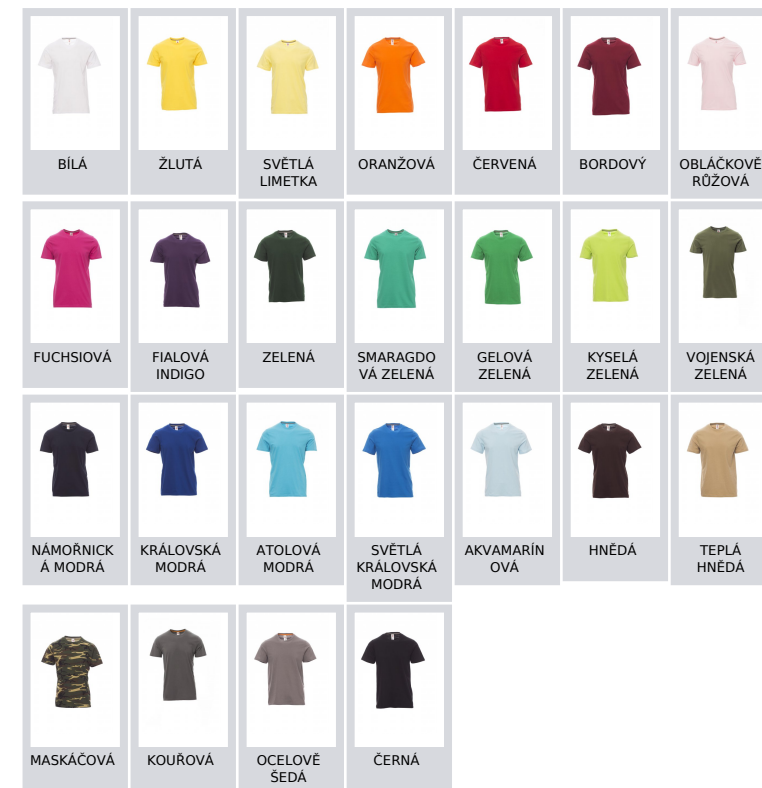 BÍLÁ
ŽLUTÁ
SVĚTLÁ
LIMETKA
ORANŽOVÁ
ČERVENÁ
BORDOVÝ
OBLÁČKOVĚ
RŮŽOVÁ
FUCHSIOVÁ
FIALOVÁ
INDIGO
ZELENÁ
SMARAGDO
VÁ ZELENÁ
GELOVÁ
ZELENÁ
KYSELÁ
ZELENÁ
VOJENSKÁ
ZELENÁ
NÁMOŘNICK
Á MODRÁ
KRÁLOVSKÁ
MODRÁ
ATOLOVÁ
MODRÁ
SVĚTLÁ
KRÁLOVSKÁ
MODRÁ
AKVAMARÍN
OVÁ
HNĚDÁ
TEPLÁ
HNĚDÁ
MASKÁČOVÁ
KOUŘOVÁ
OCELOVĚ
ŠEDÁ
ČERNÁ